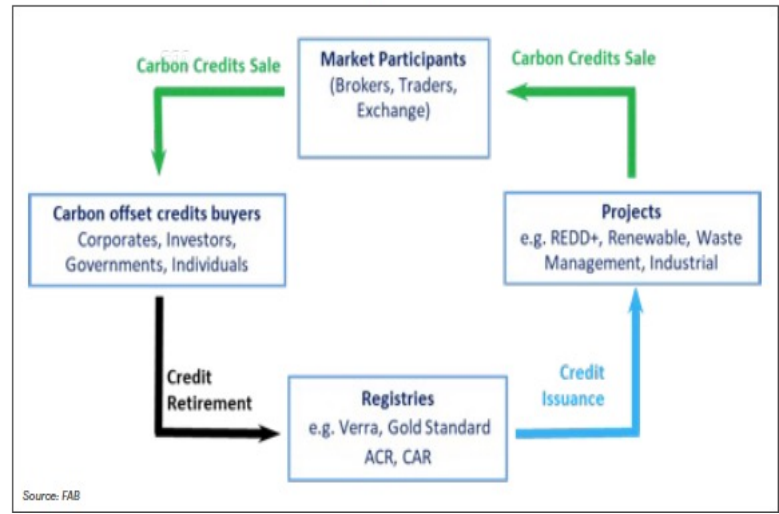 Carbon Credits Sale
Market Participants
(Brokers, Traders,
Exchange)
Carbon Credits Sale
Carbon offset credits buyers
Corporates, Investors,
Governments, Individuals
Projects
e.g. REDD+, Renewable, Waste
Management, Industrial
Credit
Retirement
Registries
e.g. Verra, Gold Standard
ACR, CAR
Credit
Issuance
Source: FAB